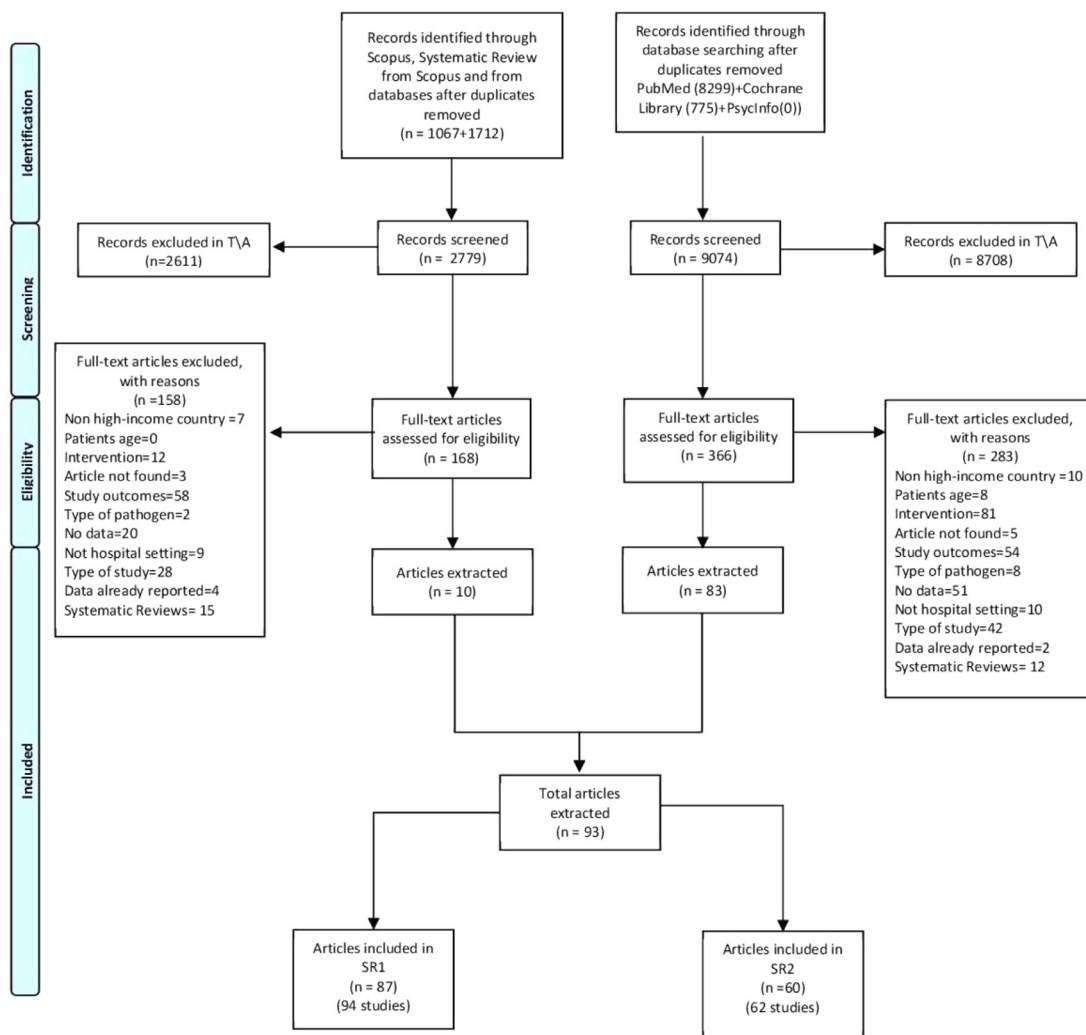 Identification
Records identified through
Scopus, Systematic Review
from Scopus and from
databases after duplicates
removed
(n = 1067+1712)
Records identified through
database searching after
duplicates removed
PubMed (8299)+Cochrane
Library (775)+PsycInfo(0))
Screening
Records excluded in T\A
(n=2611)
Records screened
(n = 2779)
Records screened
(n = 9074)
Records excluded in T\A
(n = 8708)
Eligibility
Full-text articles excluded,
with reasons
(n =158)
Non high-income country =7
Patients age=0
Intervention=12
Article not found=3
Study outcomes=58
Type of pathogen=2
No data=20
Not hospital setting=9
Type of study=28
Data already reported=4
Systematic Reviews= 15
Full-text articles
assessed for eligibility
(n = 168)
Full-text articles
assessed for eligibility
(n = 366)
Full-text articles excluded,
with reasons
(n = 283)
Non high-income country =10
Patients age=8
Intervention=81
Article not found=5
Study outcomes=54
Type of pathogen=8
No data=51
Not hospital setting=10
Type of study=42
Data already reported=2
Systematic Reviews= 12
Included
Articles extracted
(n = 10)
Articles extracted
(n = 83)
Total articles
extracted
(n = 93)
Articles included in
SR1
(n = 87)
(94 studies)
Articles included in
SR2
(n =60)
(62 studies)